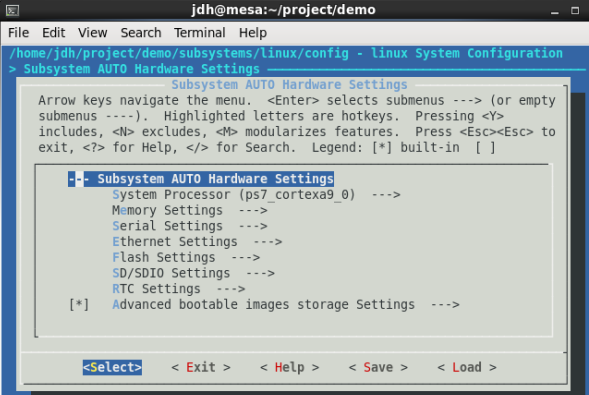 jdh@mesa:~/project/demo
File Edit View Search Terminal Help
/home/jdh/project/demo/subsystems/linux/config - linux System Configuration
> Subsystem AUTO Hardware Settings
Subsystem AUTO Hardware Settings
Arrow keys navigate the menu. <Enter> selects submenus ---> (or empty
submenus ----). Highlighted letters are hotkeys. Pressing <Y>
includes, <N> excludes, <M> modularizes features. Press <Esc><Esc> to
exit, <?> for Help, </> for Search. Legend: [*] built-in [ ]
--- Subsystem AUTO Hardware Settings
System Processor (ps7_cortexa9_0) --->
Memory Settings --->
Serial Settings --->
Ethernet Settings --->
Flash Settings --->
SD/SDIO Settings --->
RTC Settings --->
[*] Advanced bootable images storage Settings --->
<Select> < Exit > < Help > < Save > < Load >